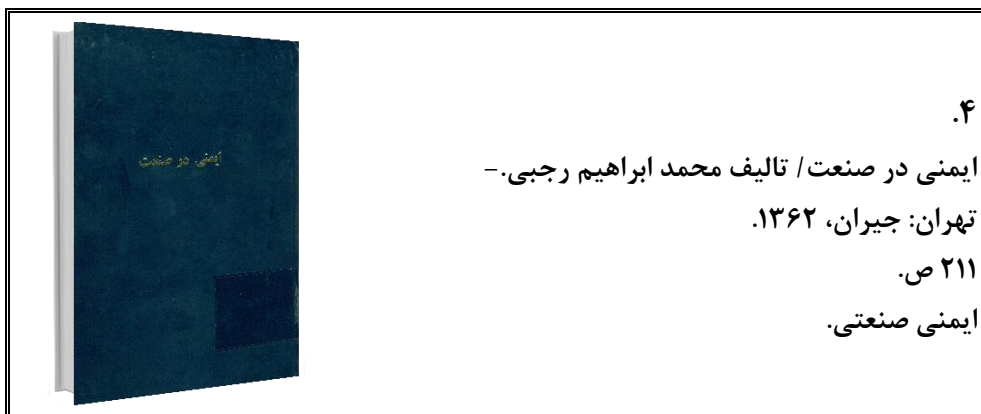 ۴.
ایمنی در صنعت/ تالیف محمد ابراهیم رجبی.-
تهران: جیران، ۱۳۶۲.
۲۱۱ ص.
ایمنی صنعتی.
ایمنی در صنعت